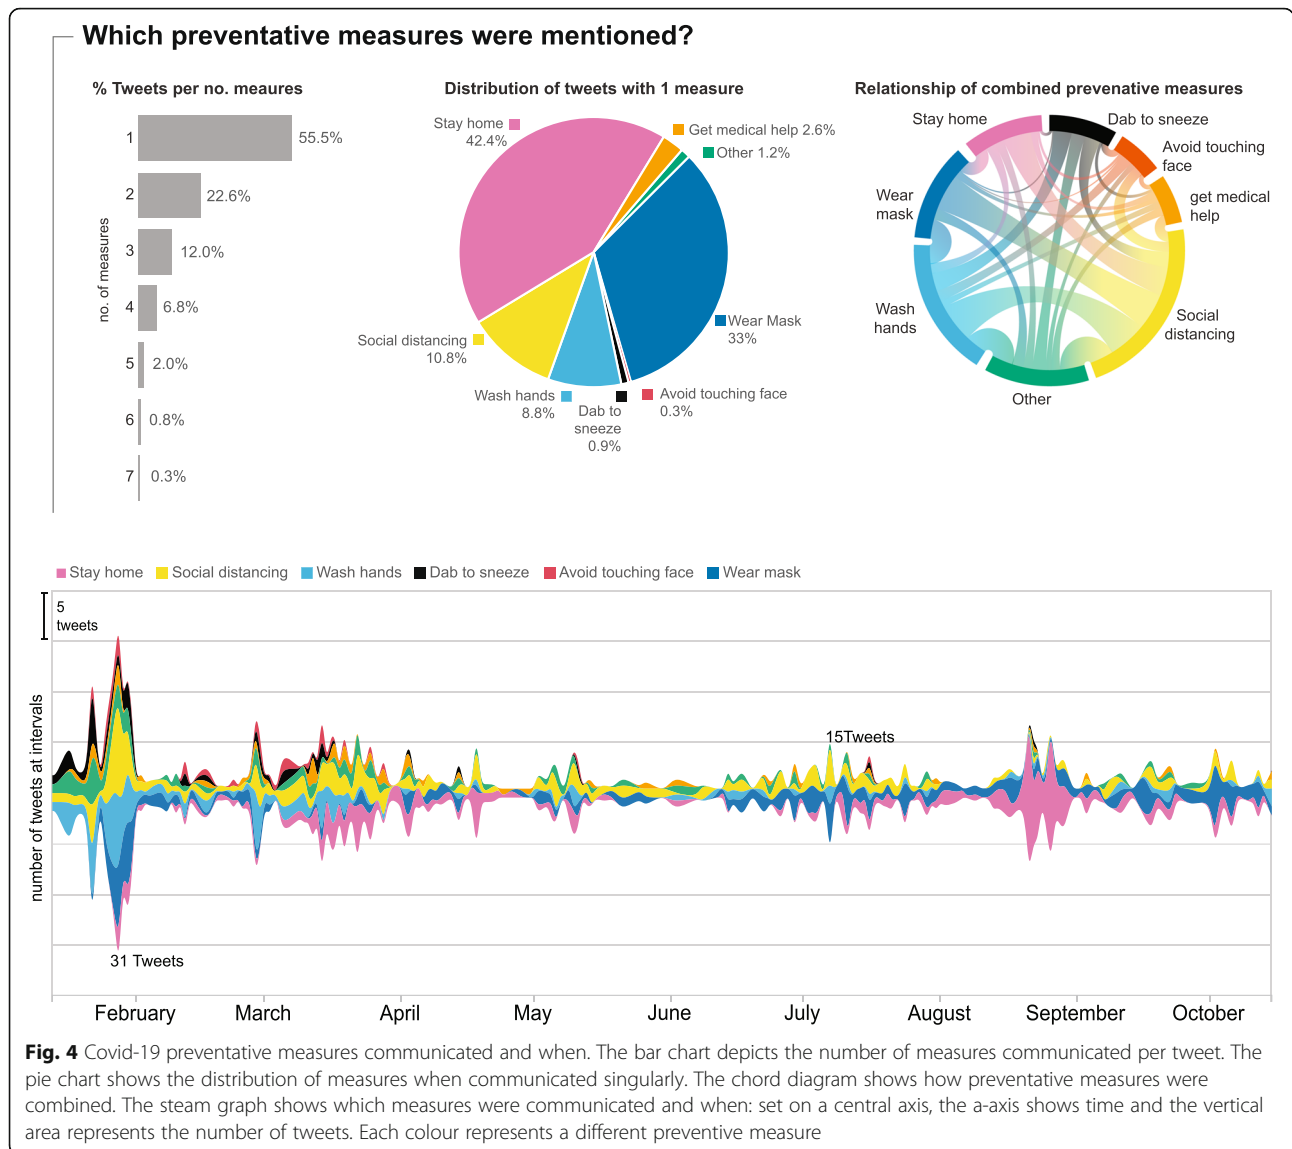 Which preventative measures were mentioned?
% Tweets per no. meaures
no. of measures
1
55.5%
2
22.6%
3
12.0%
4
6.8%
5
2.0%
6
0.8%
7
0.3%
Distribution of tweets with 1 measure
Stay home
42.4%
Get medical help 2.6%
Other 1.2%
Wear Mask
33%
Social distancing
10.8%
Wash hands
8.8%
Dab to
sneeze
0.9%
Avoid touching face
0.3%
Relationship of combined prevenative measures
Stay home
Dab to sneeze
Avoid touching
face
Wear
mask
get medical
help
Wash
hands
Social
distancing
Other
Stay home Social distancing Wash hands Dab to sneeze Avoid touching face Wear mask
5
tweets
number of tweets at intervals
15Tweets
31 Tweets
February March April May June July August September October
Fig. 4 Covid-19 preventative measures communicated and when. The bar chart depicts the number of measures communicated per tweet. The
pie chart shows the distribution of measures when communicated singularly. The chord diagram shows how preventative measures were
combined. The steam graph shows which measures were communicated and when: set on a central axis, the a-axis shows time and the vertical
area represents the number of tweets. Each colour represents a different preventive measure